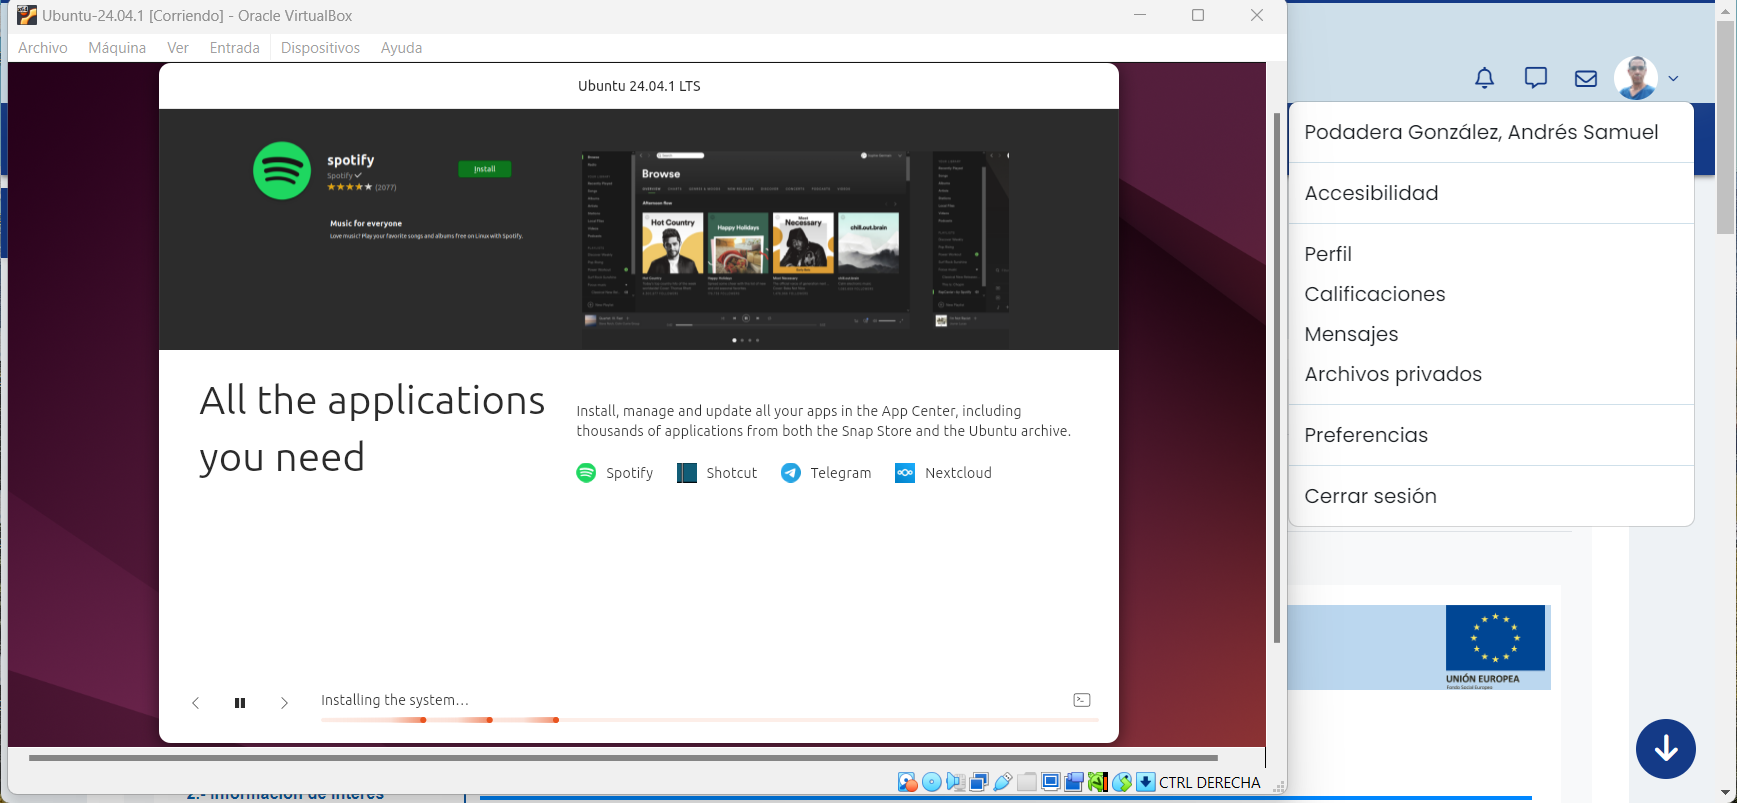 Ubuntu-24.04.1 [Corriendo] - Oracle VirtualBox
Archivo Máquina Ver Entrada Dispositivos Ayuda
Ubuntu 24.04.1 LTS
spotify
Spotify
(2077)
Install
Music for everyone
Love music? Play your favorite songs and albums free on Linux with Spotify.
Browse
Hot Country
Happy Holidays
Most Necessary
chill.out.brain
All the applications
you need
Install, manage and update all your apps in the App Center, including
thousands of applications from both the Snap Store and the Ubuntu archive.
Spotify Shotcut Telegram Nextcloud
Installing the system...
CTRL DERECHA
Podadera González, Andrés Samuel
Accesibilidad
Perfil
Calificaciones
Mensajes
Archivos privados
Preferencias
Cerrar sesión
UNIÓN EUROPEA
Fondo Social Europeo
2.- Información de interés